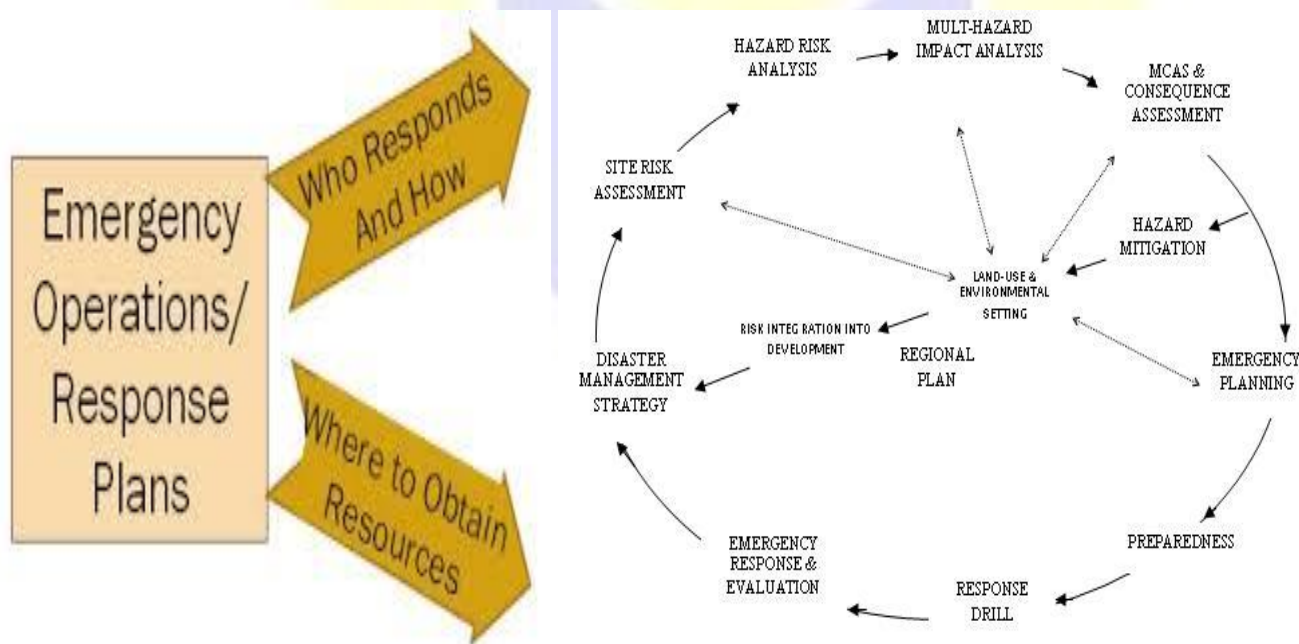 Emergency
Operations/
Response
Plans
Who Responds
And How
Where to Obtain
Resources
HAZARD RISK
ANALYSIS
MULT-HAZARD
IMPACT ANALYSIS
MCAS &
CONSEQUENCE
ASSESSMENT
SITE RISK
ASSESSMENT
HAZARD
MITIGATION
LAND-USE &
ENVIRONMENTAL
SETTING
RISK INTEGRATION INTO
DEVELOPMENT
REGIONAL
PLAN
DISASTER
MANAGEMENT
STRATEGY
EMERGENCY
PLANNING
PREPAREDNESS
RESPONSE
DRILL
EMERGENCY
RESPONSE &
EVALUATION